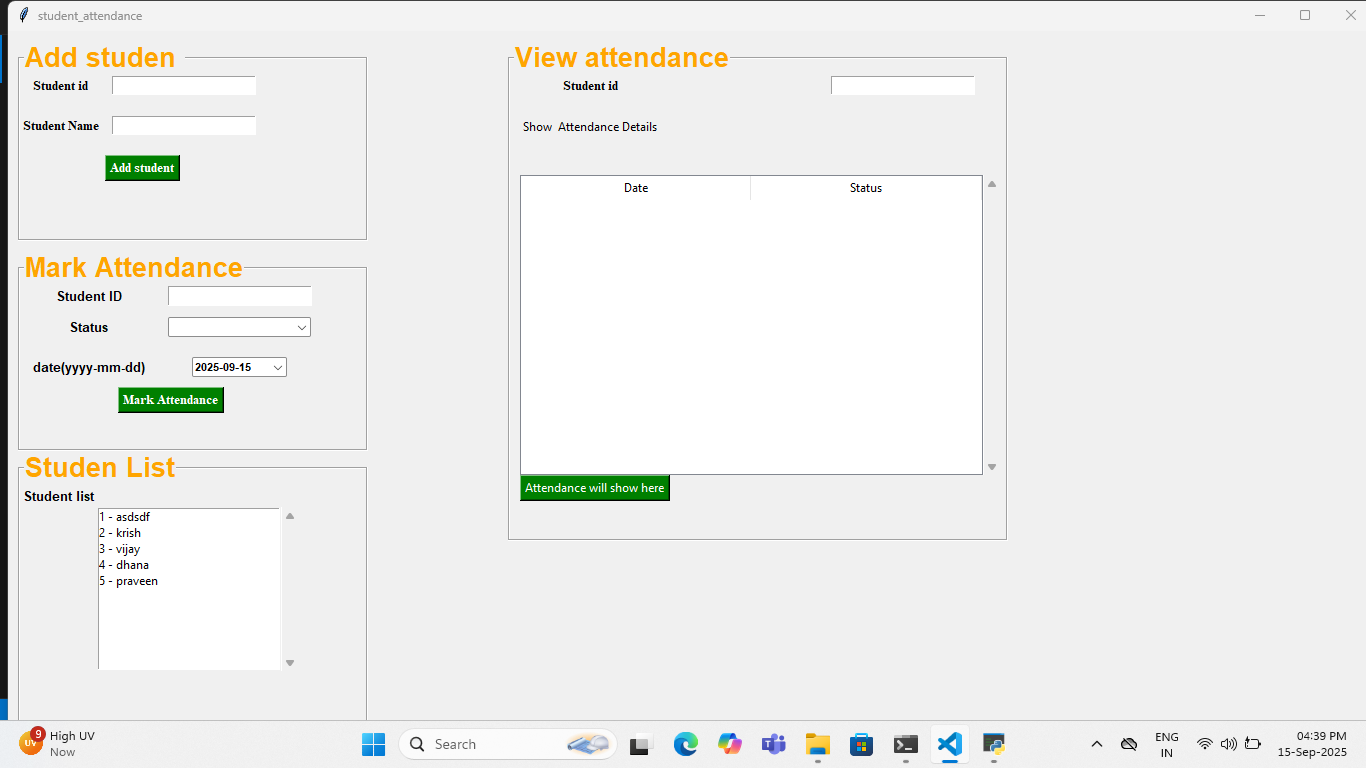 student_attendance
Add studen
Student id
Student Name
Add student
Mark Attendance
Student ID
Status
date(yyyy-mm-dd)
2025-09-15
Mark Attendance
Studen List
Student list
1 - asdsdf
2 - krish
3 - vijay
4 - dhana
5 - praveen
View attendance
Student id
Show  Attendance Details
Date Status
Attendance will show here
9
UV
High UV
Now
Search
ENG
IN
04:39 PM
15-Sep-2025